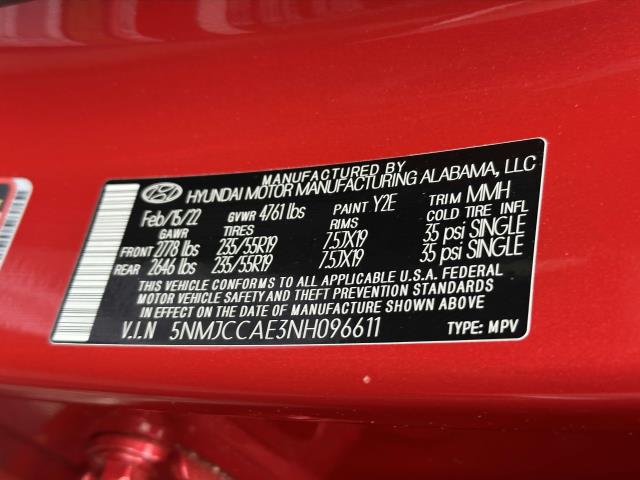 MANUFACTURED BY
HYUNDAI MOTOR MANUFACTURING ALABAMA, LLC
Feb/15/22 GVWR 4761 lbs PAINT Y2E TRIM MMH
GAWR TIRES RIMS COLD TIRE INFL
FRONT 2778 lbs 235/55R19 7.5JX19 35 psi SINGLE
REAR 2646 lbs 235/55R19 7.5JX19 35 psi SINGLE
THIS VEHICLE CONFORMS TO ALL APPLICABLE U.S.A. FEDERAL
MOTOR VEHICLE SAFETY AND THEFT PREVENTION STANDARDS
IN EFFECT ON THE DATE OF MANUFACTURE SHOWN ABOVE.
V.I.N 5NMJCCAE3NH096611 TYPE: MPV